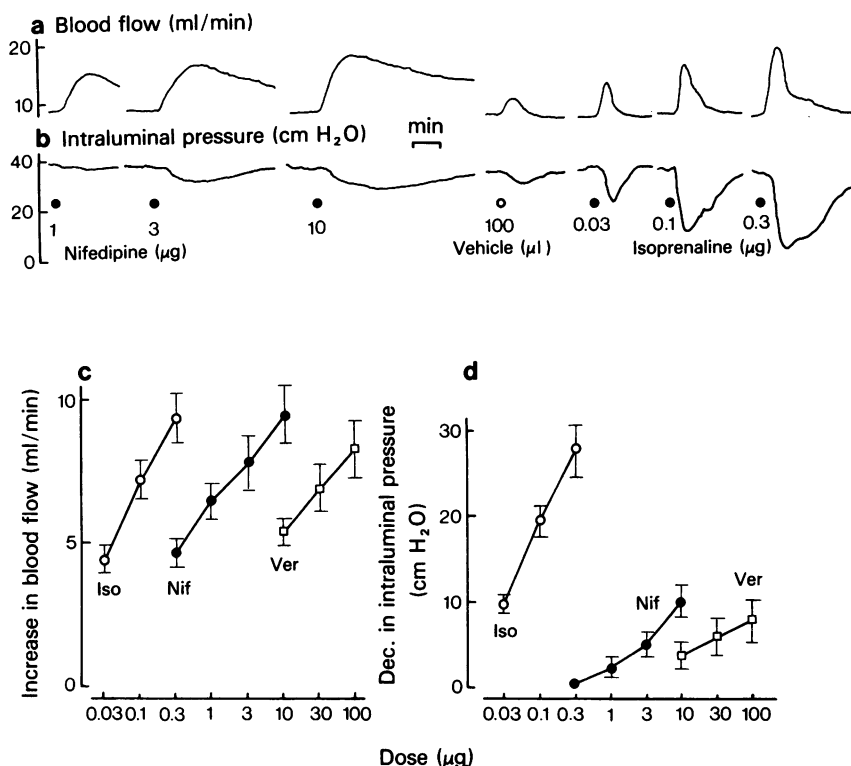 a Blood flow (ml/min)
20
10
b Intraluminal pressure (cm H₂O)
min
40
20
0
1 3 10 100 0.03 0.1 0.3
Nifedipine (µg) Vehicle (µl) Isoprenaline (µg)
c
Increase in blood flow (ml/min)
10
5
0
Iso Nif Ver
0.03 0.1 0.3 1 3 10 30 100
d
Dec. in intraluminal pressure
(cm H₂O)
30
20
10
0
Iso Nif Ver
0.03 0.1 0.3 1 3 10 30 100
Dose (µg)